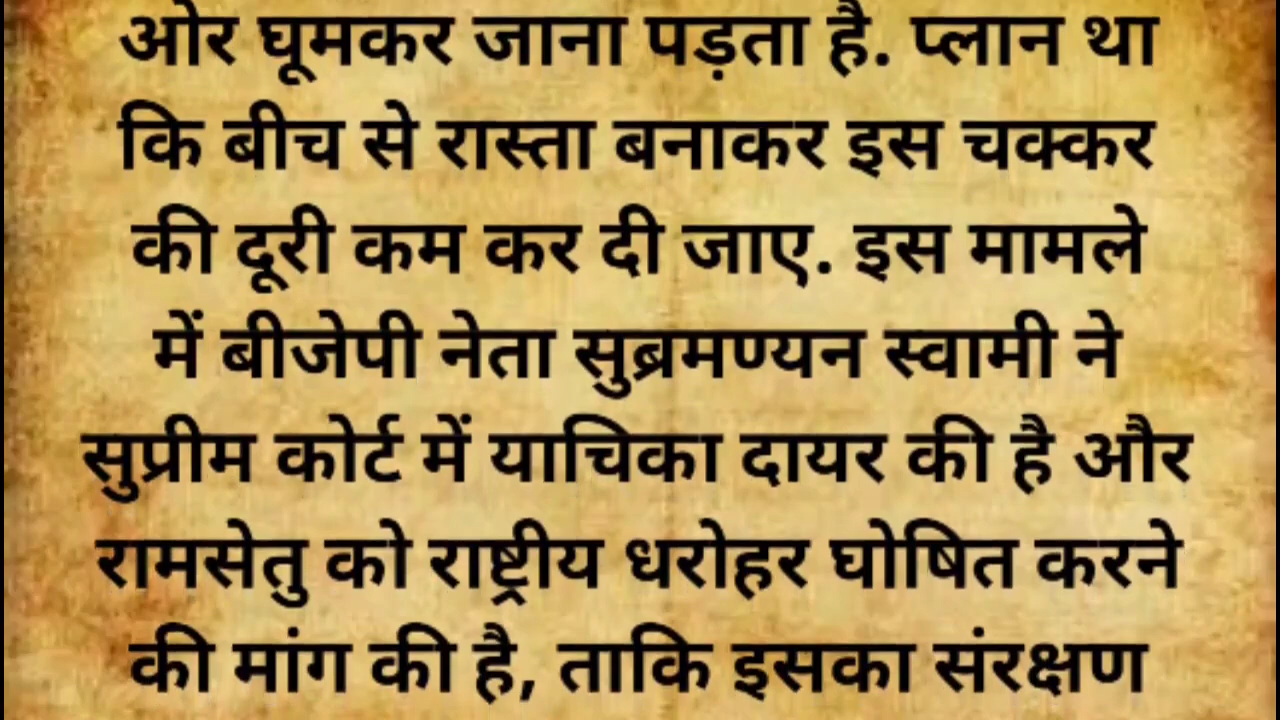 ओर घूमकर जाना पड़ता है. प्लान था
कि बीच से रास्ता बनाकर इस चक्कर
की दूरी कम कर दी जाए. इस मामले
में बीजेपी नेता सुब्रमण्यन स्वामी ने
सुप्रीम कोर्ट में याचिका दायर की है और
रामसेतु को राष्ट्रीय धरोहर घोषित करने
की मांग की है, ताकि इसका संरक्षण